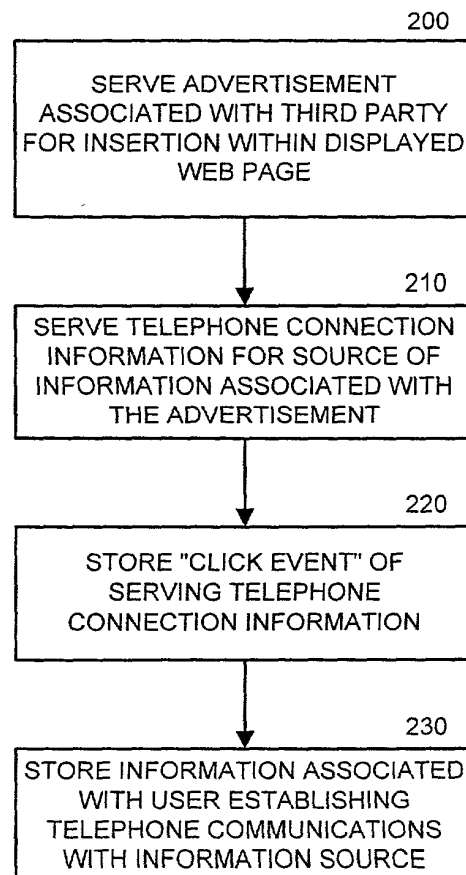 200
SERVE ADVERTISEMENT
ASSOCIATED WITH THIRD PARTY
FOR INSERTION WITHIN DISPLAYED
WEB PAGE
210
SERVE TELEPHONE CONNECTION
INFORMATION FOR SOURCE OF
INFORMATION ASSOCIATED WITH
THE ADVERTISEMENT
220
STORE "CLICK EVENT" OF
SERVING TELEPHONE
CONNECTION INFORMATION
230
STORE INFORMATION ASSOCIATED
WITH USER ESTABLISHING
TELEPHONE COMMUNICATIONS
WITH INFORMATION SOURCE